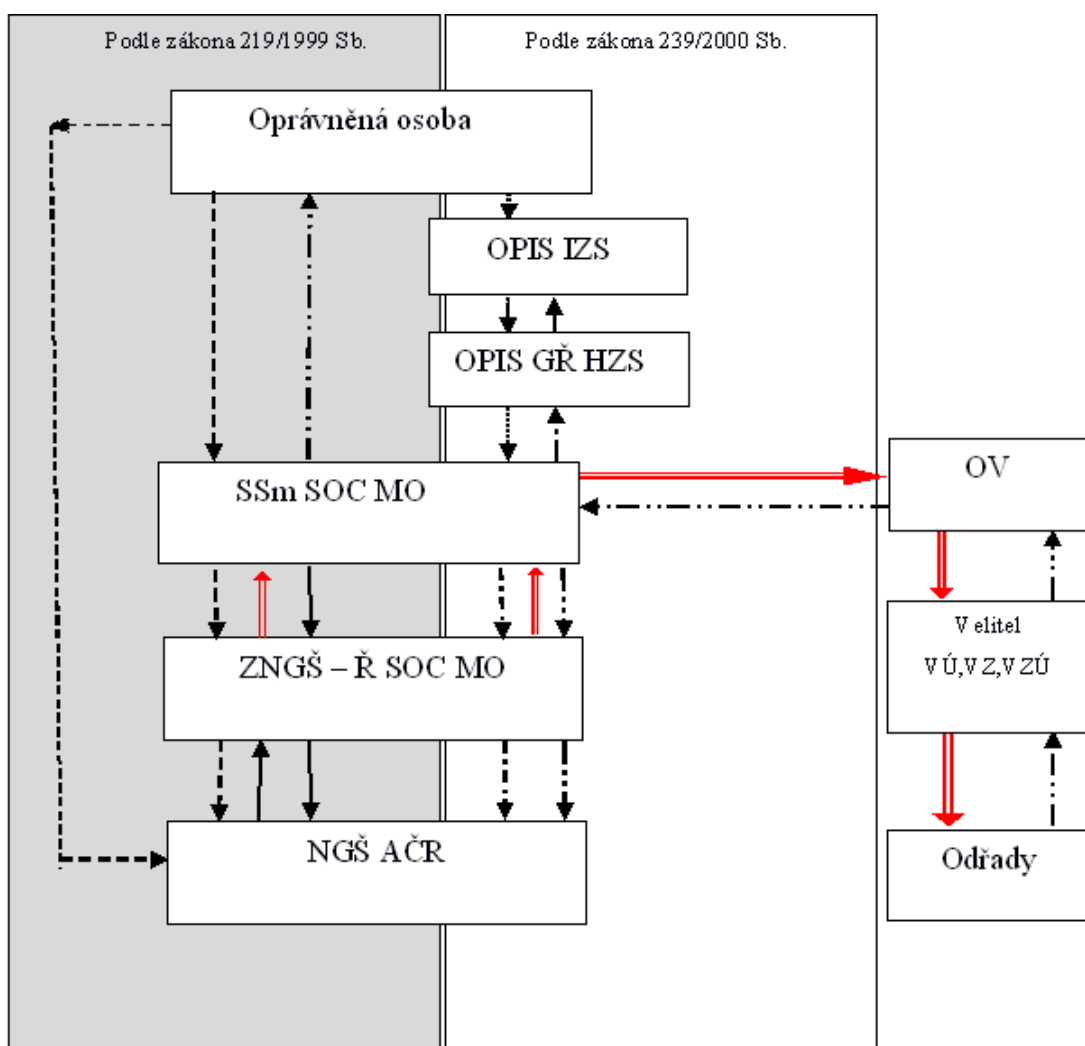 Podle zákona 219/1999 Sb.
Podle zákona 239/2000 Sb.
Oprávněná osoba
OPIS IZS
OPIS GŘ HZS
SSm SOC MO
OV
ZNGŠ – Ř SOC MO
Velitel
VÚ,VZ,VZÚ
NGŠ AČR
Odřady